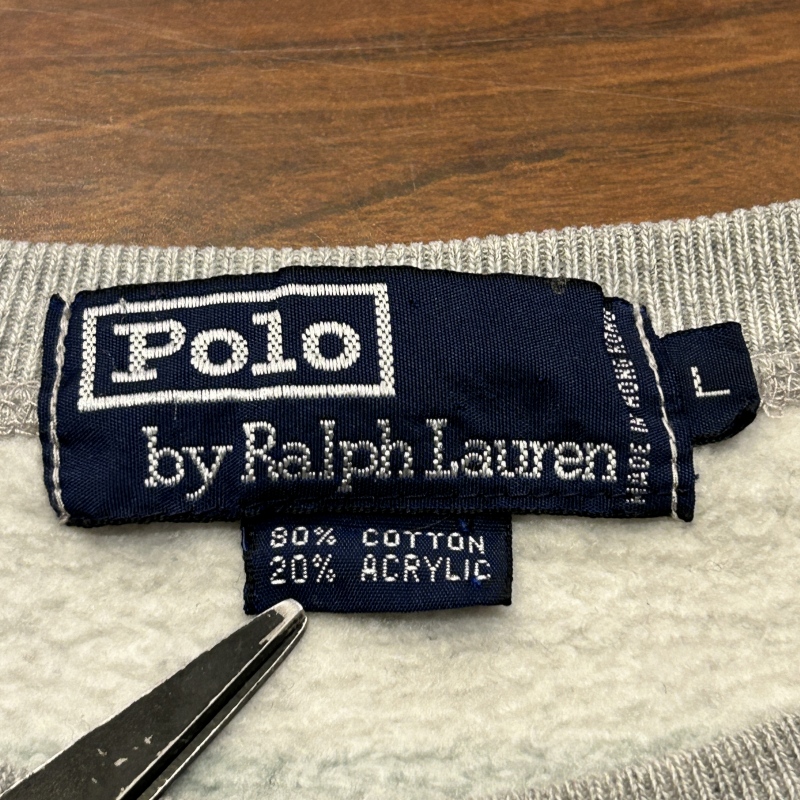 Polo
by Ralph Lauren
MADE IN HONG KONG
L
80% COTTON
20% ACRYLIC